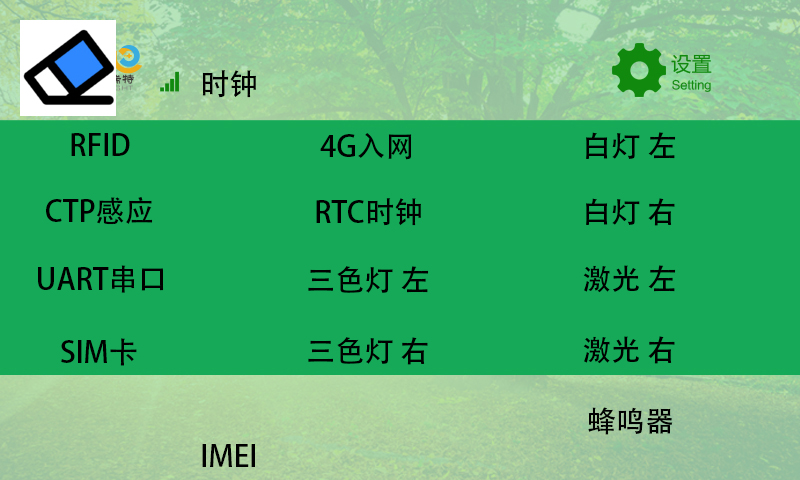 时钟
设置
Setting
RFID 4G入网 白灯 左
CTP感应 RTC时钟 白灯 右
UART串口 三色灯 左 激光 左
SIM卡 三色灯 右 激光 右
蜂鸣器
IMEI